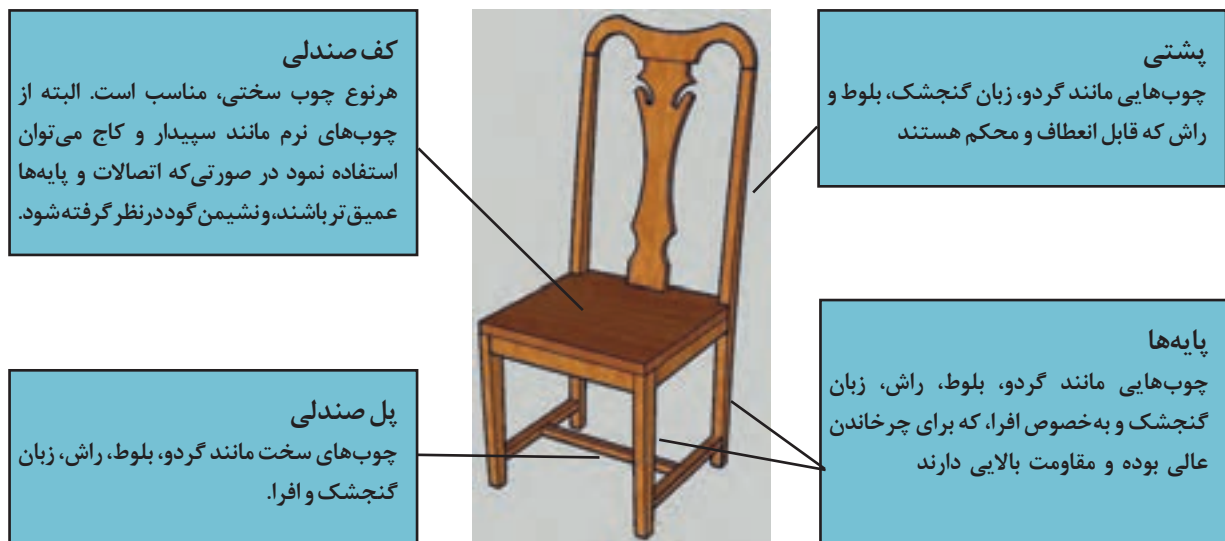 پشتی
چوب‌هایی مانند گردو، زبان گنجشک، بلوط و
راش که قابل انعطاف و محکم هستند
کف صندلی
هرنوع چوب سختی، مناسب است. البته از
چوب‌های نرم مانند سپیدار و کاج می‌توان
استفاده نمود در صورتی‌که اتصالات و پایه‌ها
عمیق‌تر باشند، و نشیمن گود درنظر گرفته شود.
پایه‌ها
چوب‌هایی مانند گردو، بلوط، راش، زبان
گنجشک و به‌خصوص افرا، که برای چرخاندن
عالی بوده و مقاومت بالایی دارند
پل صندلی
چوب‌های سخت مانند گردو، بلوط، راش، زبان
گنجشک و افرا.